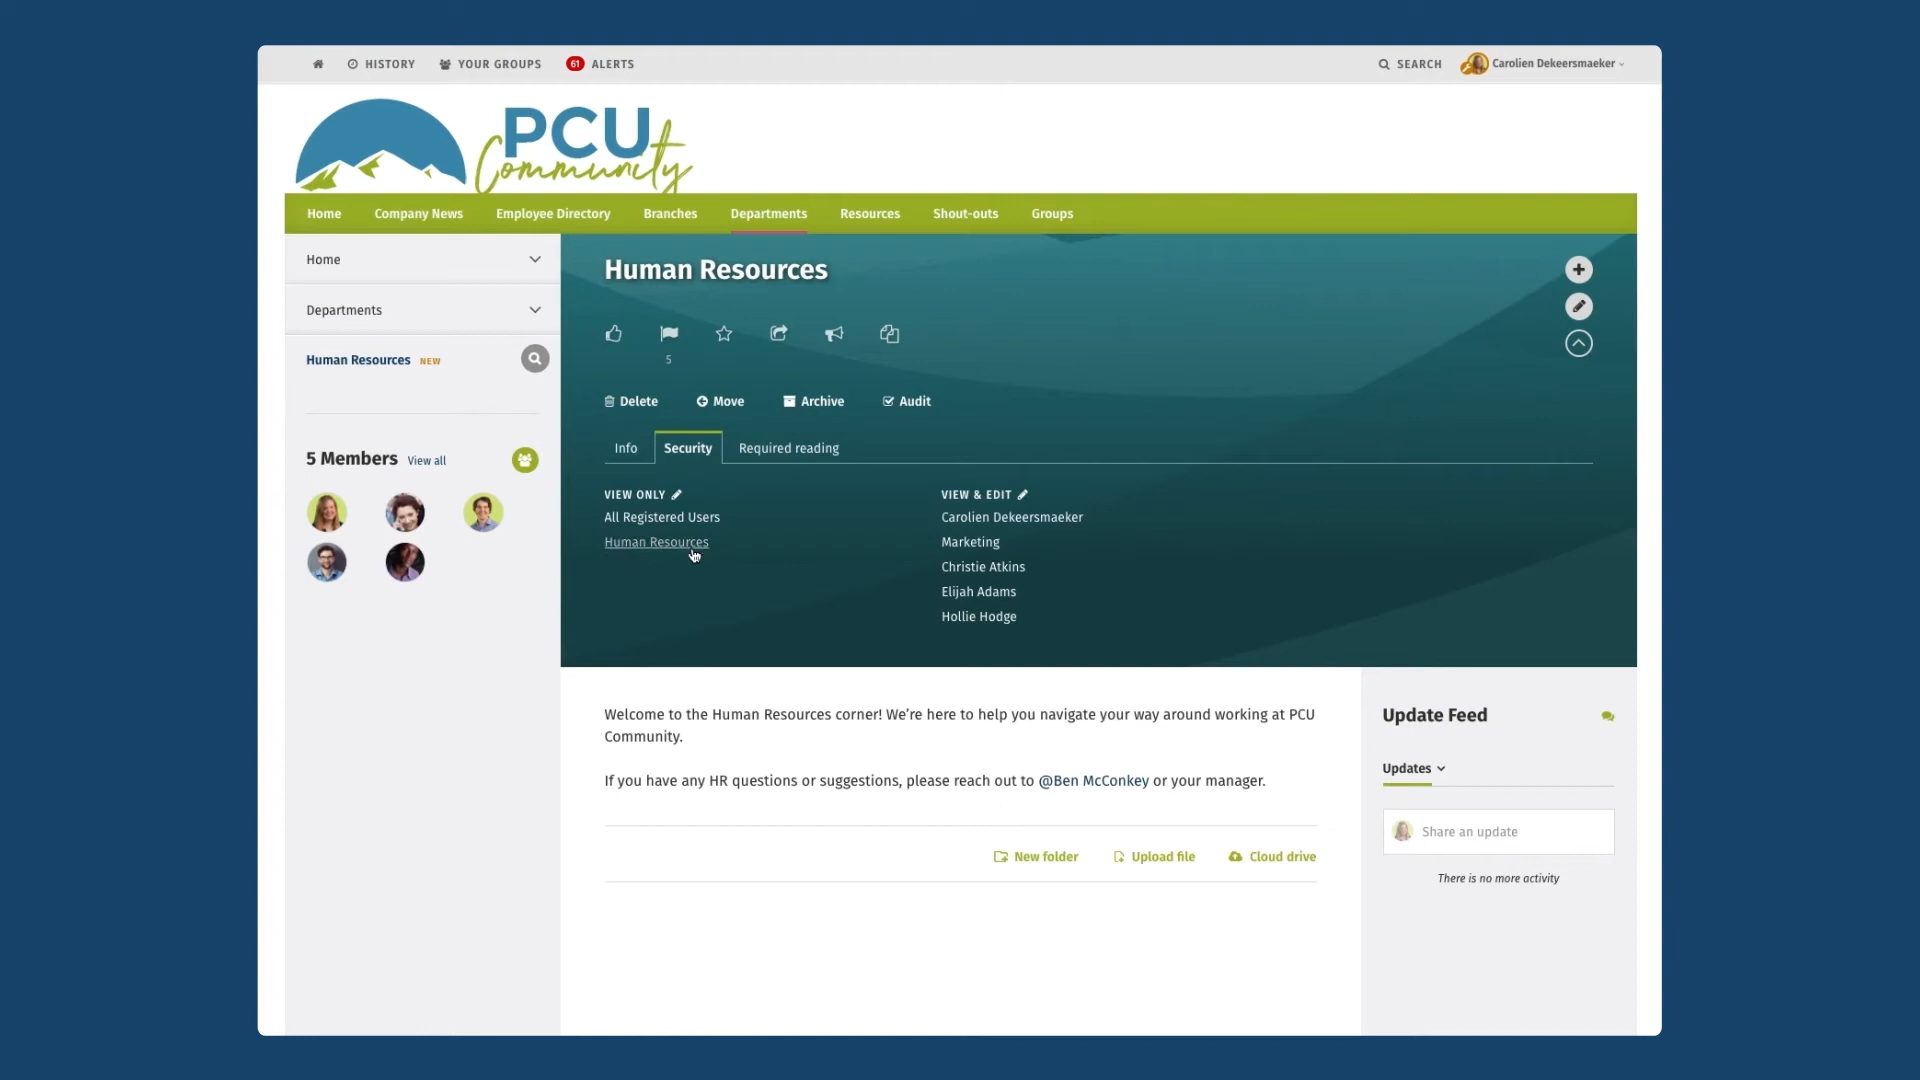 HISTORY
YOUR GROUPS
61 ALERTS
SEARCH
Carolien Dekeersmaeker
PCU
Community
Home
Company News
Employee Directory
Branches
Departments
Resources
Shout-outs
Groups
Home
Departments
Human Resources NEW
5 Members View all
Human Resources
5
Delete
Move
Archive
Audit
Info
Security
Required reading
VIEW ONLY
All Registered Users
Human Resources
VIEW & EDIT
Carolien Dekeersmaeker
Marketing
Christie Atkins
Elijah Adams
Hollie Hodge
Welcome to the Human Resources corner! We’re here to help you navigate your way around working at PCU
Community.
If you have any HR questions or suggestions, please reach out to @Ben McConkey or your manager.
New folder
Upload file
Cloud drive
Update Feed
Updates
Share an update
There is no more activity